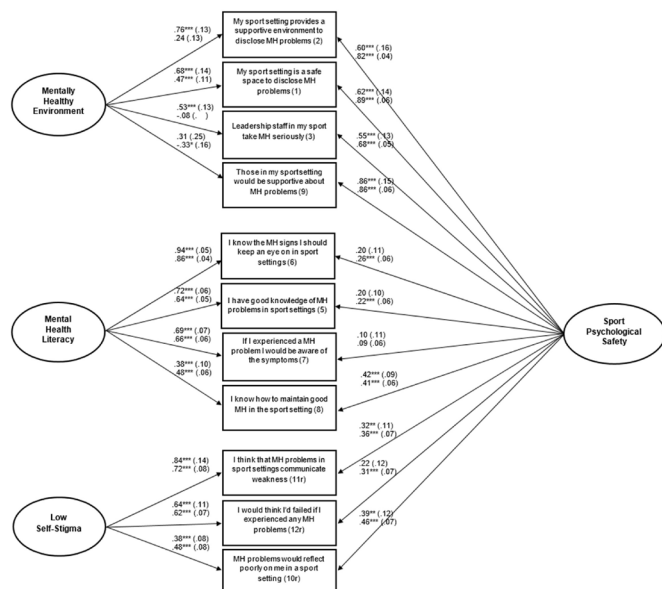 .76*** (.13)
.24 (.13)
My sport setting provides a
supportive environment to
disclose MH problems (2)
.60*** (.16)
.82*** (.04)
.68*** (.14)
.47*** (.11)
My sport setting is a safe
space to disclose MH
problems (1)
.62*** (.14)
.89*** (.06)
Mentally
Healthy
Environment
.53*** (.13)
-.08 ( . )
Leadership staff in my sport
take MH seriously (3)
.55*** (.13)
.68*** (.05)
.31 (.25)
-.33* (.16)
Those in my sport setting
would be supportive about
MH problems (9)
.86*** (.15)
.86*** (.06)
.94*** (.05)
.86*** (.04)
I know the MH signs I should
keep an eye on in sport
settings (6)
.20 (.11)
.26*** (.06)
.72*** (.06)
.64*** (.05)
I have good knowledge of MH
problems in sport settings (5)
.20 (.10)
.22*** (.06)
Mental
Health
Literacy
.69*** (.07)
.66*** (.06)
If I experienced a MH
problem I would be aware of
the symptoms (7)
.10 (.11)
.09 (.06)
.38*** (.10)
.48*** (.06)
I know how to maintain good
MH in the sport setting (8)
.42*** (.09)
.41*** (.06)
Sport
Psychological
Safety
.84*** (.14)
.72*** (.08)
I think that MH problems in
sport settings communicate
weakness (11r)
.32** (.11)
.36*** (.07)
.64*** (.11)
.62*** (.07)
I would think I'd failed if I
experienced any MH
problems (12r)
.22 (.12)
.31*** (.07)
Low
Self-Stigma
.38*** (.08)
.48*** (.08)
MH problems would reflect
poorly on me in a sport
setting (10r)
.39** (.12)
.46*** (.07)